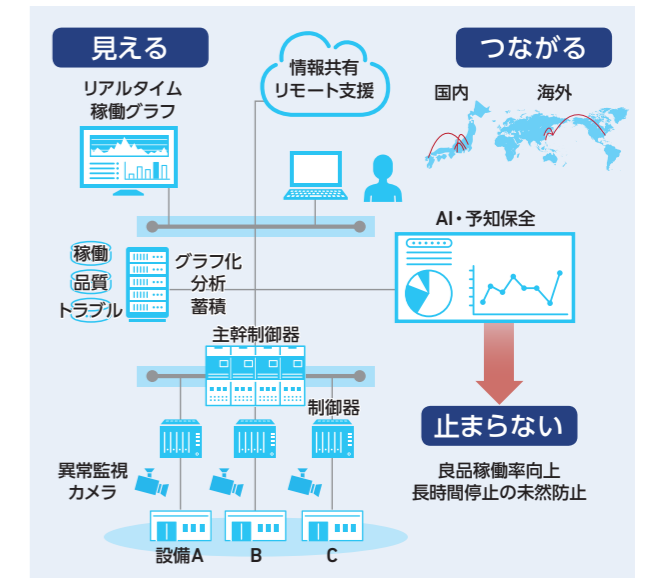 見える
リアルタイム
稼働グラフ
情報共有
リモート支援
つながる
国内
海外
稼働
品質
トラブル
グラフ化
分析
蓄積
AI・予知保全
主幹制御器
制御器
異常監視
カメラ
設備A
B
C
止まらない
良品稼働率向上
長時間停止の未然防止